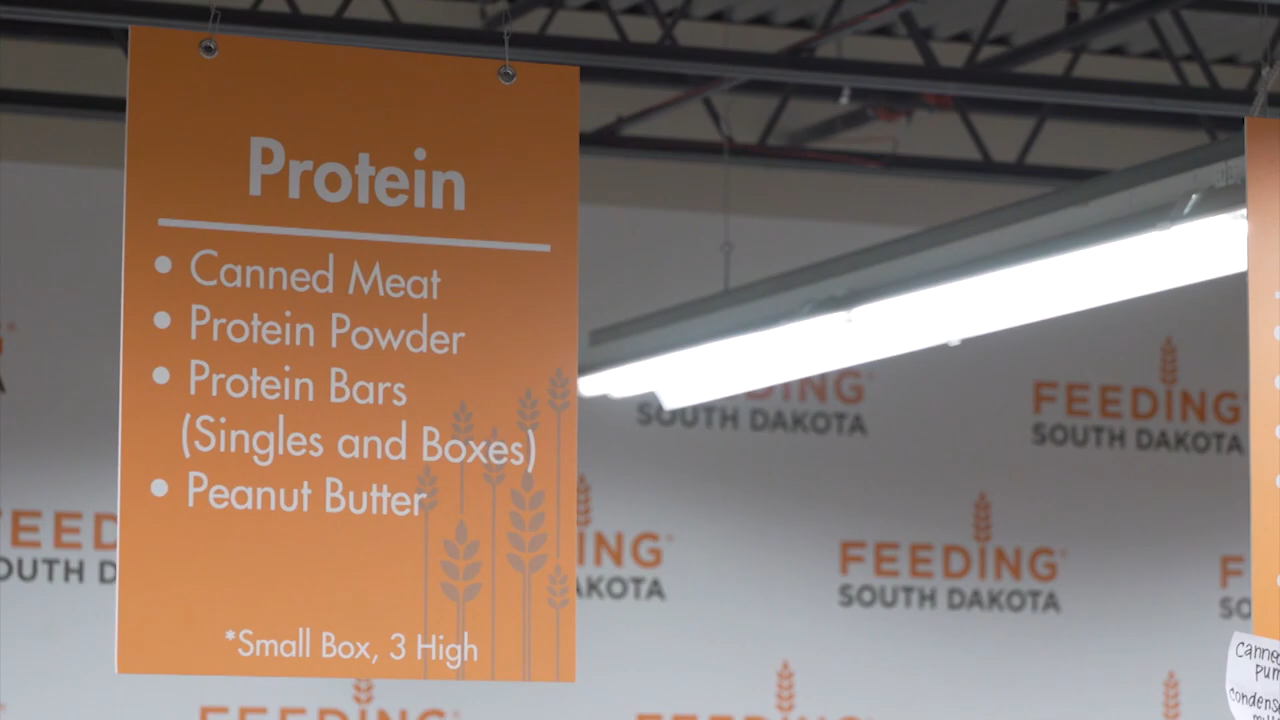 Protein
• Canned Meat
• Protein Powder
• Protein Bars
(Singles and Boxes)
• Peanut Butter
*Small Box, 3 High
FEEDING
SOUTH DAKOTA
FEEDING
SOUTH DAKOTA
FEEDING
SOUTH DAKOTA